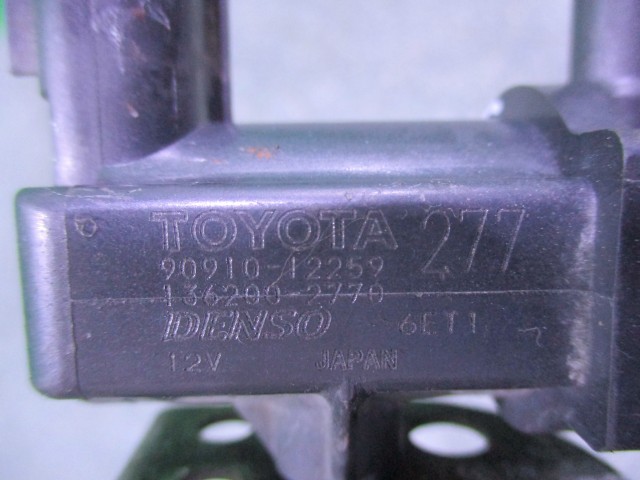 TOYOTA 277
90910-12259
136200-2770
DENSO 6ET1
12V JAPAN